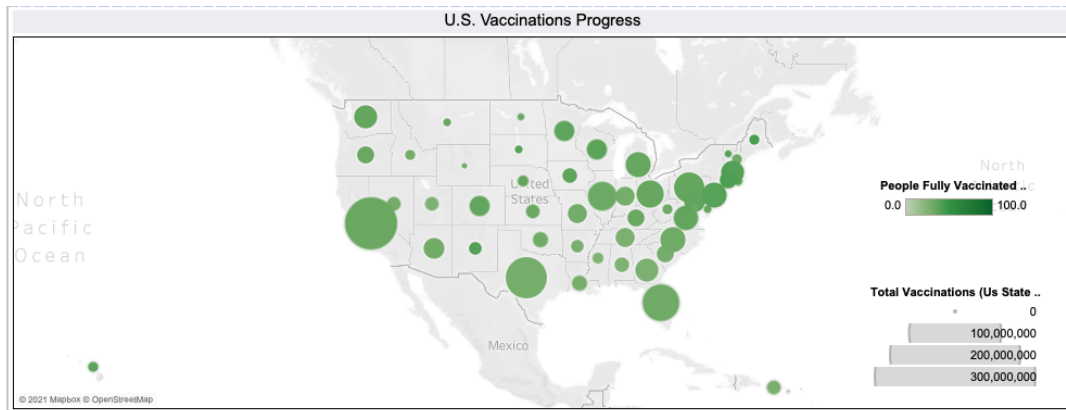 U.S. Vaccinations Progress
North
Pacific
Ocean
United
States
Mexico
North
People Fully Vaccinated ..
0.0
100.0
Total Vaccinations (Us State ..
0
100,000,000
200,000,000
300,000,000
© 2021 Mapbox © OpenStreetMap